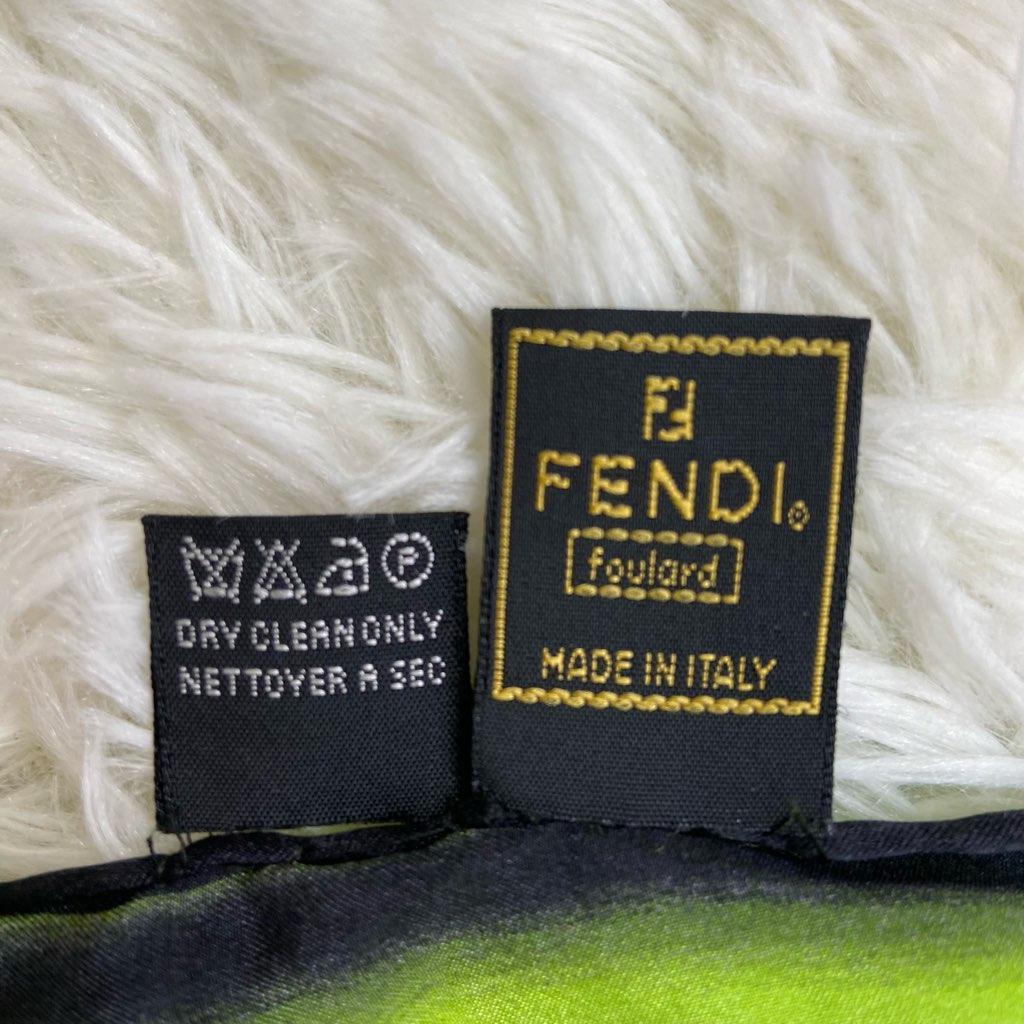 P
DRY CLEAN ONLY
NETTOYER A SEC
FF
FENDI®
foulard
MADE IN ITALY